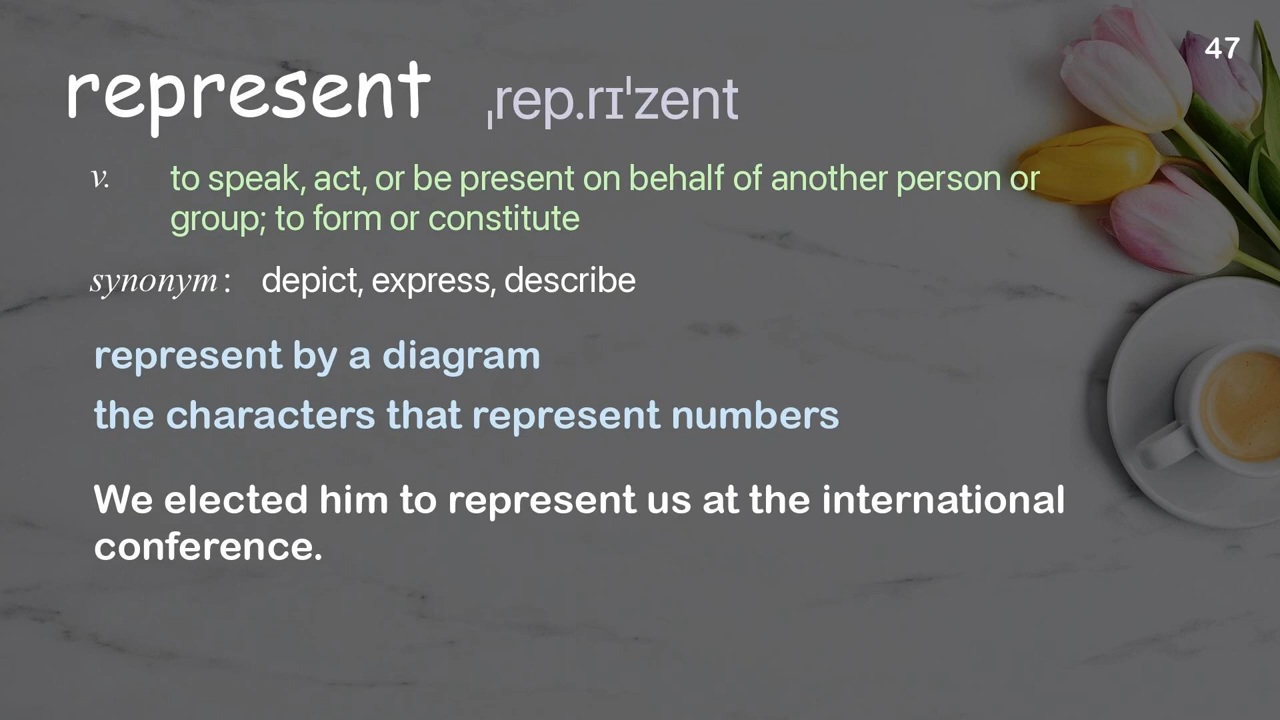 47
represent ˌrep.rɪˈzent
v. to speak, act, or be present on behalf of another person or
group; to form or constitute
synonym: depict, express, describe
represent by a diagram
the characters that represent numbers
We elected him to represent us at the international
conference.